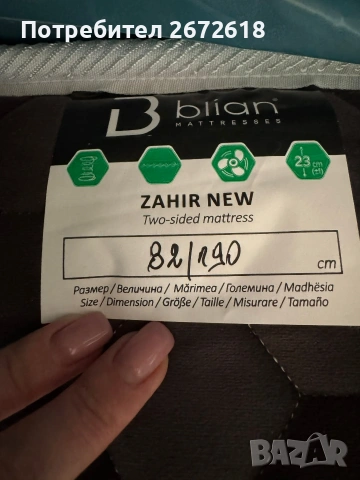 Потребител 2672618
B blian®
MATTRESSES
23 cm (±1)
ZAHIR NEW
Two-sided mattress
82/190 cm
Размер / Величина / Mărimea / Големина / Madhësia
Size / Dimension / Größe / Taille / Misurare / Tamaño
BAZAR